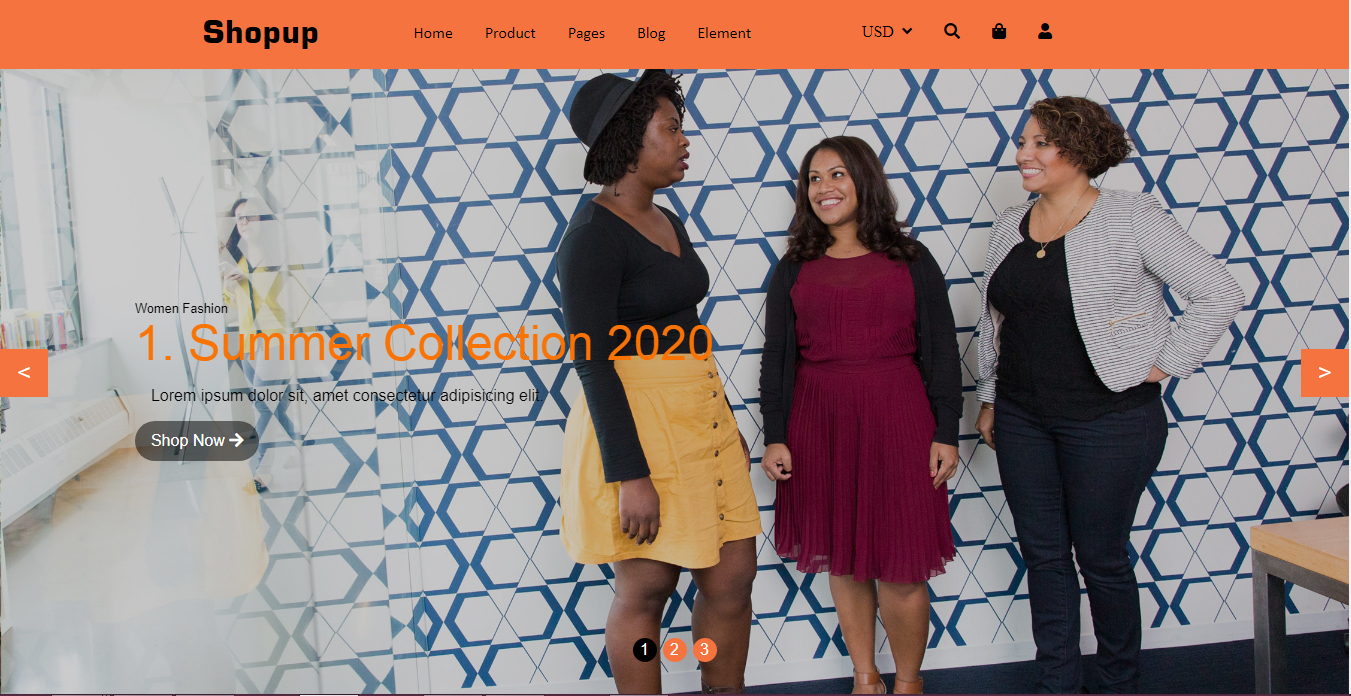 Shopup
Home Product Pages Blog Element
USD
Women Fashion
1. Summer Collection 2020
Lorem ipsum dolor sit, amet consectetur adipisicing elit.
Shop Now →
< >
1 2 3